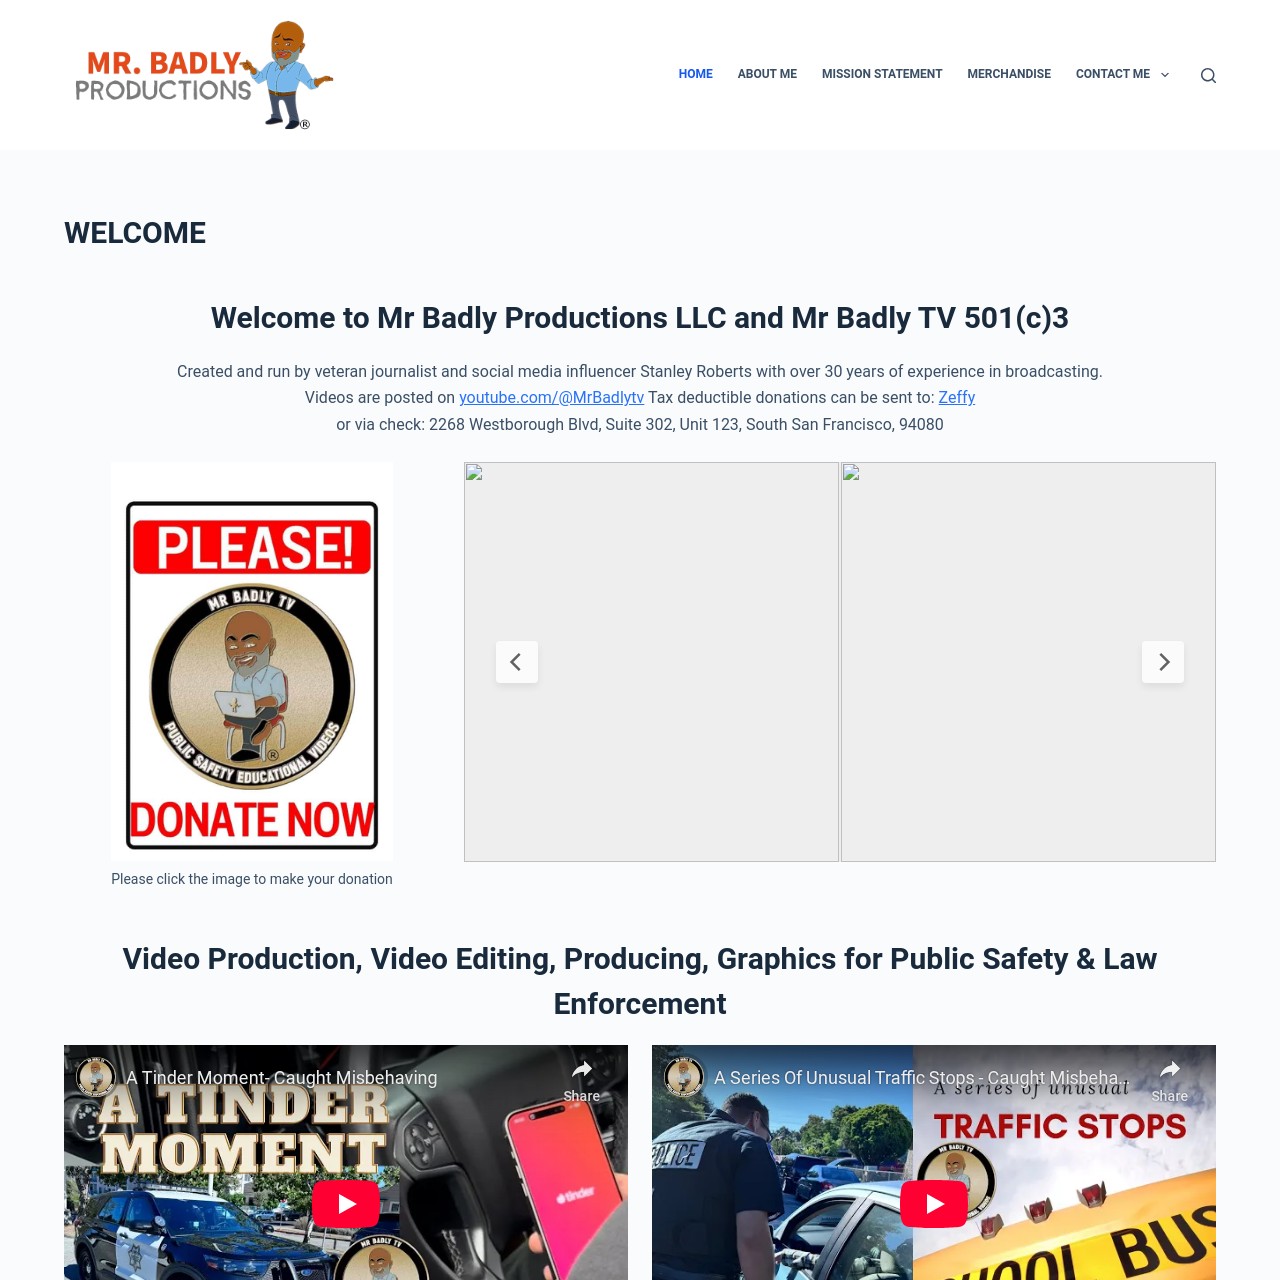 MR. BADLY
PRODUCTIONS
®
HOME
ABOUT ME
MISSION STATEMENT
MERCHANDISE
CONTACT ME
WELCOME
Welcome to Mr Badly Productions LLC and Mr Badly TV 501(c)3
Created and run by veteran journalist and social media influencer Stanley Roberts with over 30 years of experience in broadcasting.
Videos are posted on youtube.com/@MrBadlytv Tax deductible donations can be sent to: Zeffy
or via check: 2268 Westborough Blvd, Suite 302, Unit 123, South San Francisco, 94080
PLEASE!
MR BADLY TV
PUBLIC SAFETY EDUCATIONAL VIDEOS
®
DONATE NOW
Please click the image to make your donation
Video Production, Video Editing, Producing, Graphics for Public Safety & Law
Enforcement
A Tinder Moment- Caught Misbehaving
Share
A TINDER
MOMENT
tinder
MR BADLY TV
A Series Of Unusual Traffic Stops - Caught Misbeha...
Share
A series of unusual
TRAFFIC STOPS
POLICE
MR BADLY TV
SCHOOL BUS